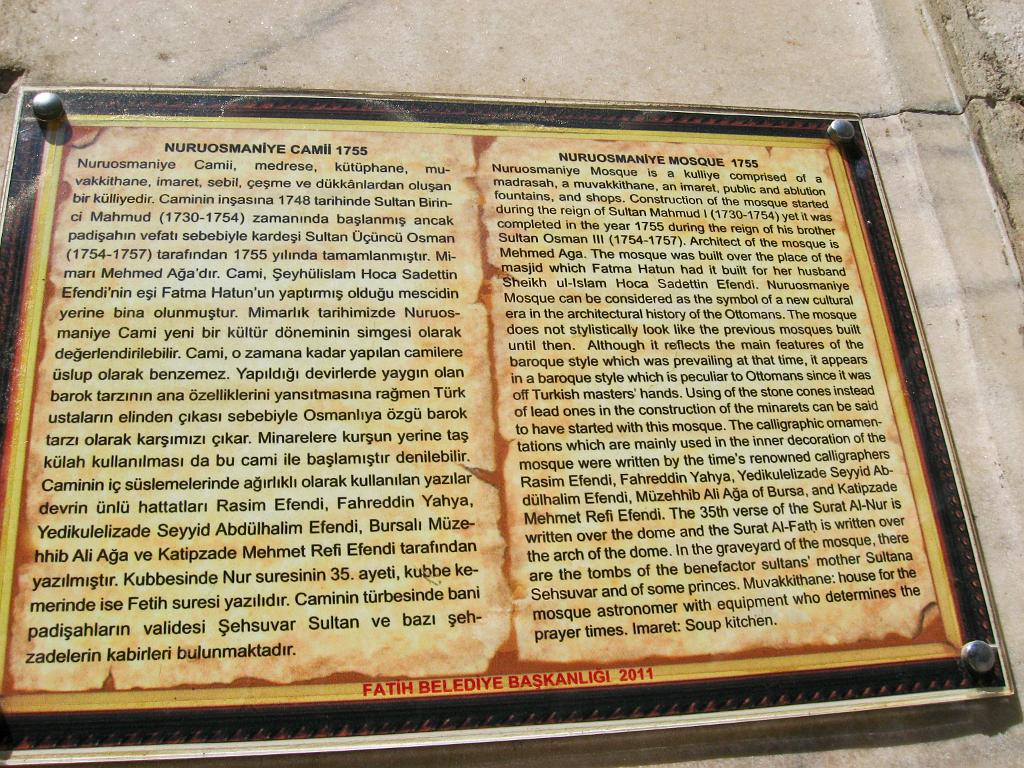 NURUOSMANİYE CAMİİ 1755
Nuruosmaniye Camii, medrese, kütüphane, mu-
vakkithane, imaret, sebil, çeşme ve dükkânlardan oluşan
bir külliyedir. Caminin inşasına 1748 tarihinde Sultan Birin-
ci Mahmud (1730-1754) zamanında başlanmış ancak
padişahın vefatı sebebiyle kardeşi Sultan Üçüncü Osman
(1754-1757) tarafından 1755 yılında tamamlanmıştır. Mi-
marı Mehmed Ağa'dır. Cami, Şeyhülislam Hoca Sadettin
Efendi'nin eşi Fatma Hatun'un yaptırmış olduğu mescidin
yerine bina olunmuştur. Mimarlık tarihimizde Nuruos-
maniye Cami yeni bir kültür döneminin simgesi olarak
değerlendirilebilir. Cami, o zamana kadar yapılan camilere
üslup olarak benzemez. Yapıldığı devirlerde yaygın olan
barok tarzının ana özelliklerini yansıtmasına rağmen Türk
ustaların elinden çıkası sebebiyle Osmanlıya özgü barok
tarzı olarak karşımızı çıkar. Minarelere kurşun yerine taş
külah kullanılması da bu cami ile başlamıştır denilebilir.
Caminin iç süslemelerinde ağırlıklı olarak kullanılan yazılar
devrin ünlü hattatları Rasim Efendi, Fahreddin Yahya,
Yedikulelizade Seyyid Abdülhalim Efendi, Bursalı Müze-
hhib Ali Ağa ve Katipzade Mehmet Refi Efendi tarafından
yazılmıştır. Kubbesinde Nur suresinin 35. ayeti, kubbe ke-
merinde ise Fetih suresi yazılıdır. Caminin türbesinde bani
padişahların validesi Şehsuvar Sultan ve bazı şeh-
zadelerin kabirleri bulunmaktadır.
NURUOSMANİYE MOSQUE 1755
Nuruosmaniye Mosque is a kulliye comprised of a
madrasah, a muvakkithane, an imaret, public and ablution
fountains, and shops. Construction of the mosque started
during the reign of Sultan Mahmud I (1730-1754) yet it was
completed in the year 1755 during the reign of his brother
Sultan Osman III (1754-1757). Architect of the mosque is
Mehmed Aga. The mosque was built over the place of the
masjid which Fatma Hatun had it built for her husband
Sheikh ul-Islam Hoca Sadettin Efendi. Nuruosmaniye
Mosque can be considered as the symbol of a new cultural
era in the architectural history of the Ottomans. The mosque
does not stylistically look like the previous mosques built
until then. Although it reflects the main features of the
baroque style which was prevailing at that time, it appears
in a baroque style which is peculiar to Ottomans since it was
off Turkish masters' hands. Using of the stone cones instead
of lead ones in the construction of the minarets can be said
to have started with this mosque. The calligraphic ornamen-
tations which are mainly used in the inner decoration of the
mosque were written by the time's renowned calligraphers
Rasim Efendi, Fahreddin Yahya, Yedikulelizade Seyyid Ab-
dülhalim Efendi, Müzehhib Ali Ağa of Bursa, and Katipzade
Mehmet Refi Efendi. The 35th verse of the Surat Al-Nur is
written over the dome and the Surat Al-Fath is written over
the arch of the dome. In the graveyard of the mosque, there
are the tombs of the benefactor sultans' mother Sultana
Sehsuvar and of some princes. Muvakkithane: house for the
mosque astronomer with equipment who determines the
prayer times. Imaret: Soup kitchen.
FATİH BELEDİYE BAŞKANLIĞI 2011